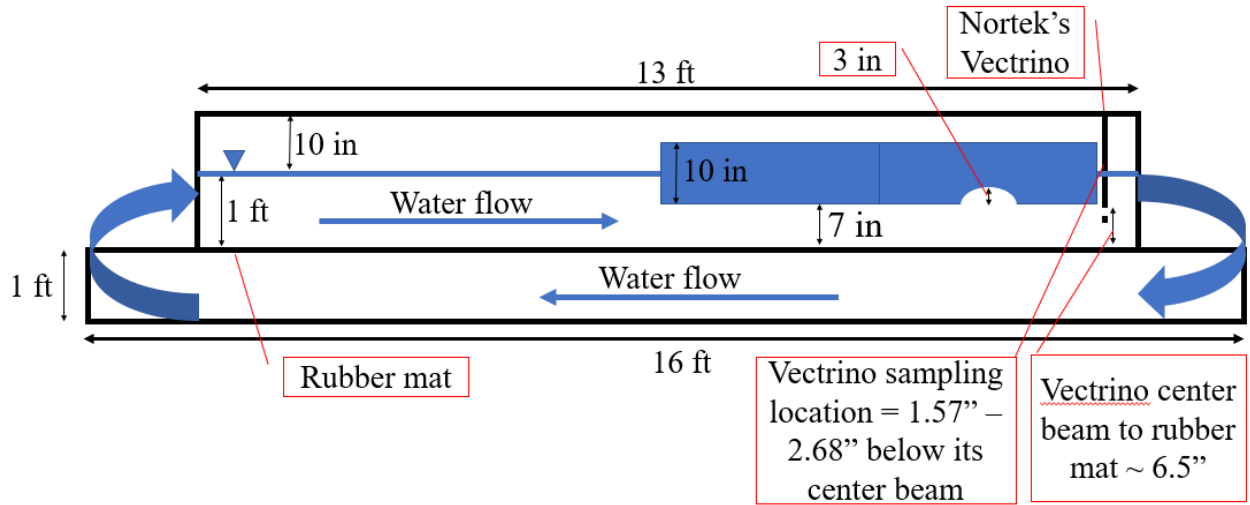 Nortek's
Vectrino
3 in
13 ft
10 in
10 in
1 ft
Water flow
7 in
1 ft
Water flow
16 ft
Rubber mat
Vectrino sampling
location = 1.57” –
2.68” below its
center beam
Vectrino center
beam to rubber
mat ~ 6.5”